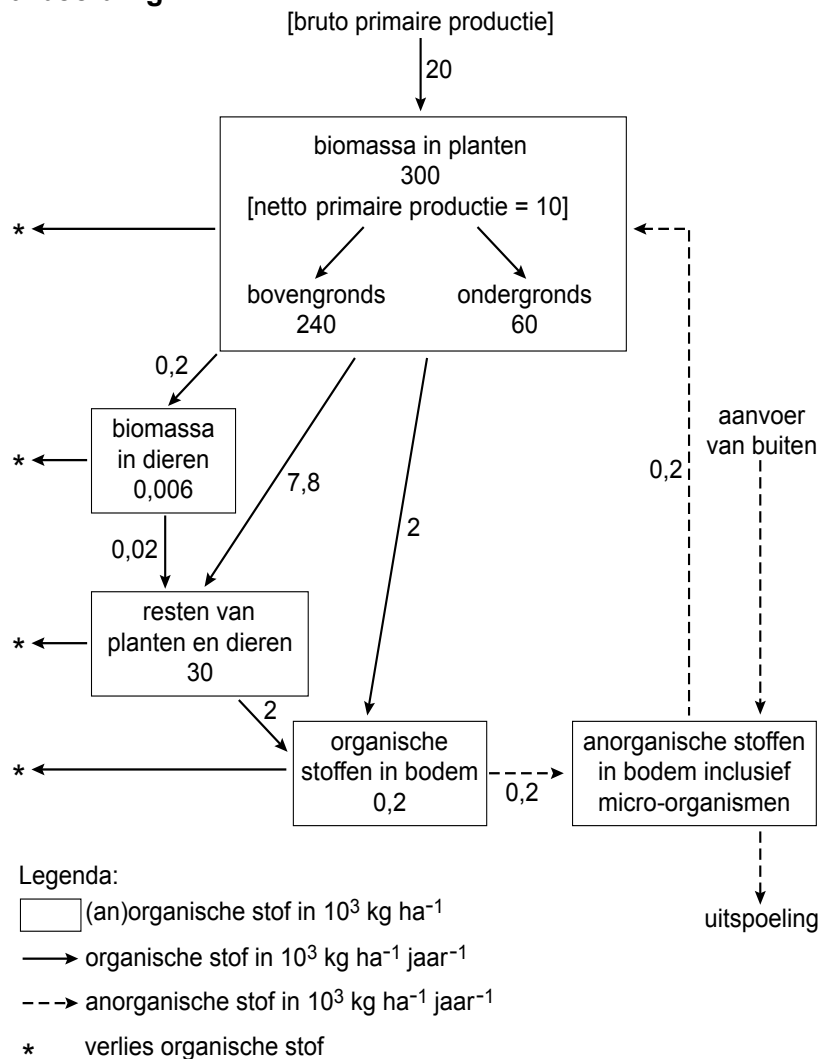 [bruto primaire productie]
20
biomassa in planten
300
[netto primaire productie = 10]
*
bovengronds
240
ondergronds
60
0,2
biomassa
in dieren
0,006
*
7,8
2
0,2
aanvoer
van buiten
0,02
resten van
planten en dieren
30
*
2
organische
stoffen in bodem
0,2
*
0,2
anorganische stoffen
in bodem inclusief
micro-organismen
uitspoeling
Legenda:
(an)organische stof in 10³ kg ha⁻¹
organische stof in 10³ kg ha⁻¹ jaar⁻¹
anorganische stof in 10³ kg ha⁻¹ jaar⁻¹
* verlies organische stof